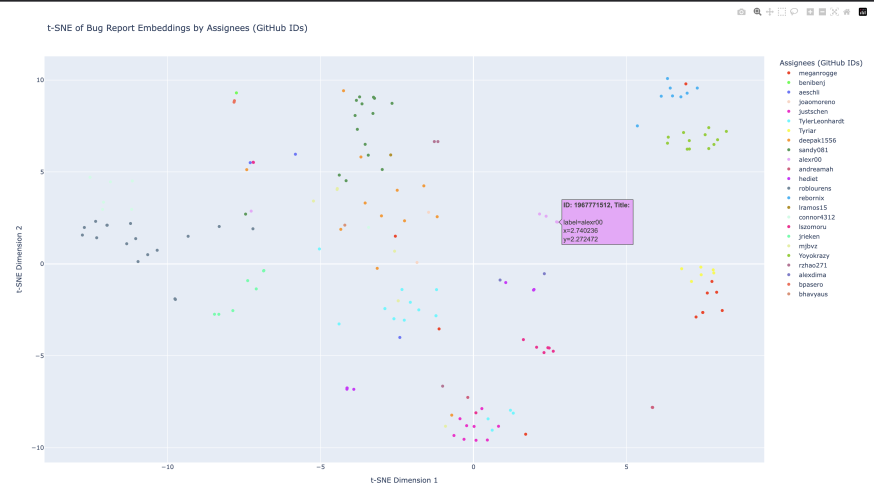 t-SNE of Bug Report Embeddings by Assignees (GitHub IDs)
Assignees (GitHub IDs)
meganrogge
benibenj
aeschli
joaomoreno
justschen
TylerLeonhardt
Tyriar
deepak1556
sandy081
alexr00
andreamah
hediet
roblourens
rebornix
lramos15
connor4312
lszomoru
jrieken
mjbvz
Yoyokrazy
rzhao271
alexdima
bpasero
bhavyaus
10
5
0
−5
−10
t-SNE Dimension 2
ID: 1967771512, Title:
label=alexr00
x=2.740236
y=2.272472
−10
−5
0
5
t-SNE Dimension 1